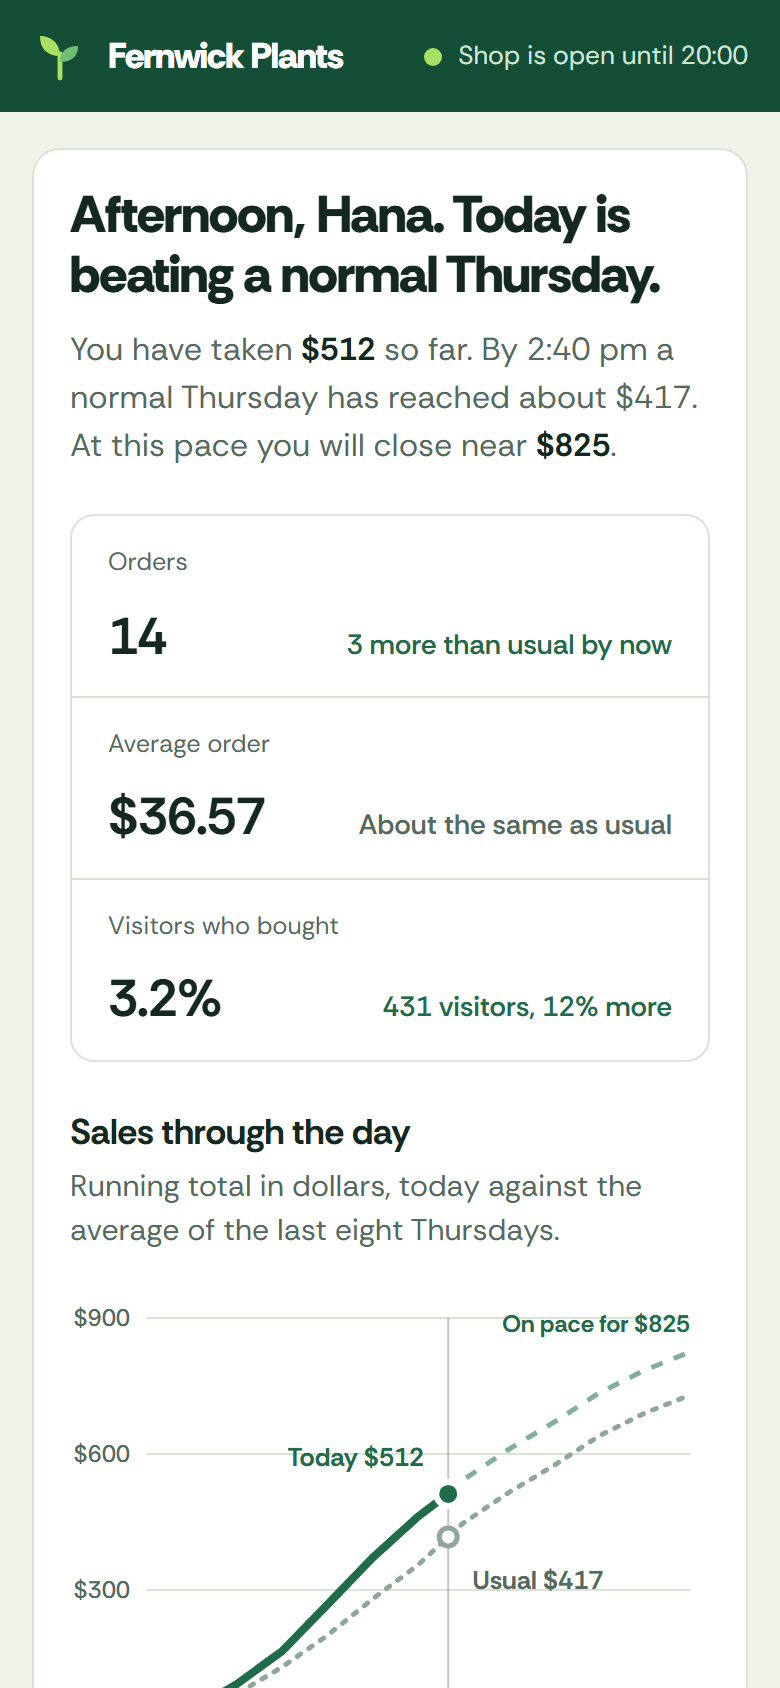 Fernwick Plants
Shop is open until 20:00
Afternoon, Hana. Today is
beating a normal Thursday.
You have taken $512 so far. By 2:40 pm a
normal Thursday has reached about $417.
At this pace you will close near $825.
Orders
14
3 more than usual by now
Average order
$36.57
About the same as usual
Visitors who bought
3.2%
431 visitors, 12% more
Sales through the day
Running total in dollars, today against the
average of the last eight Thursdays.
$900
On pace for $825
$600
Today $512
$300
Usual $417